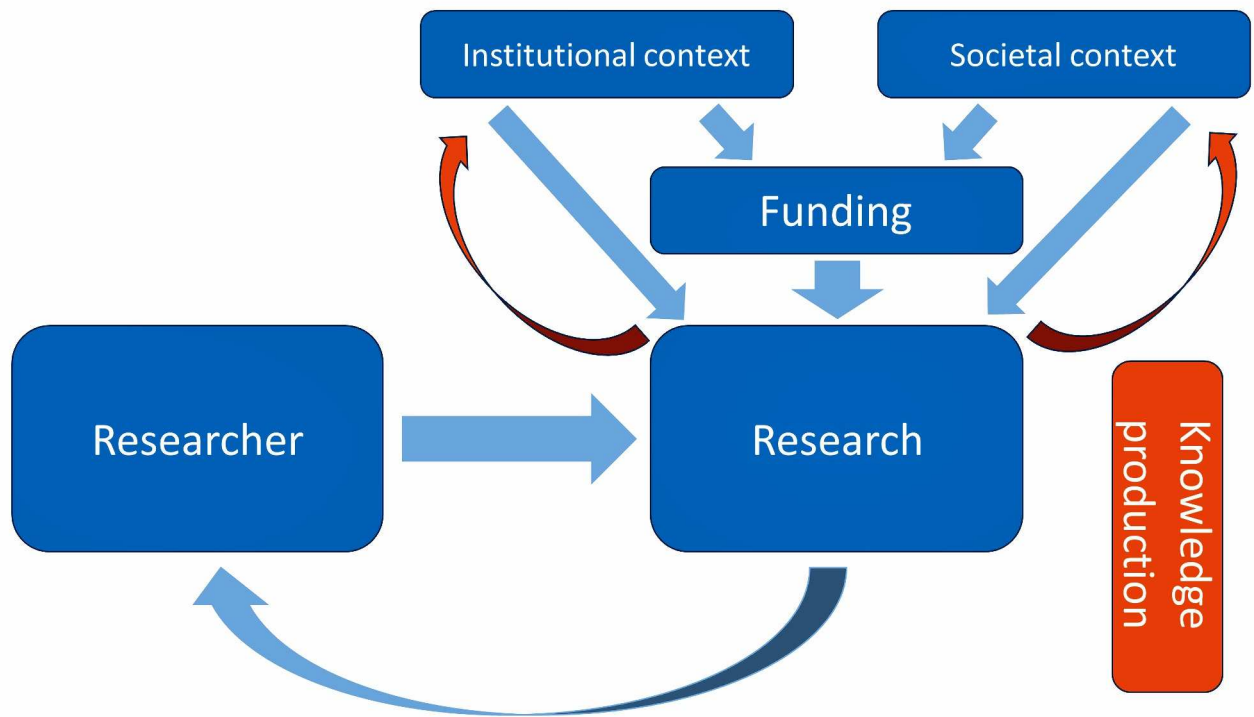 Institutional context
Societal context
Funding
Researcher
Research
Knowledge
production